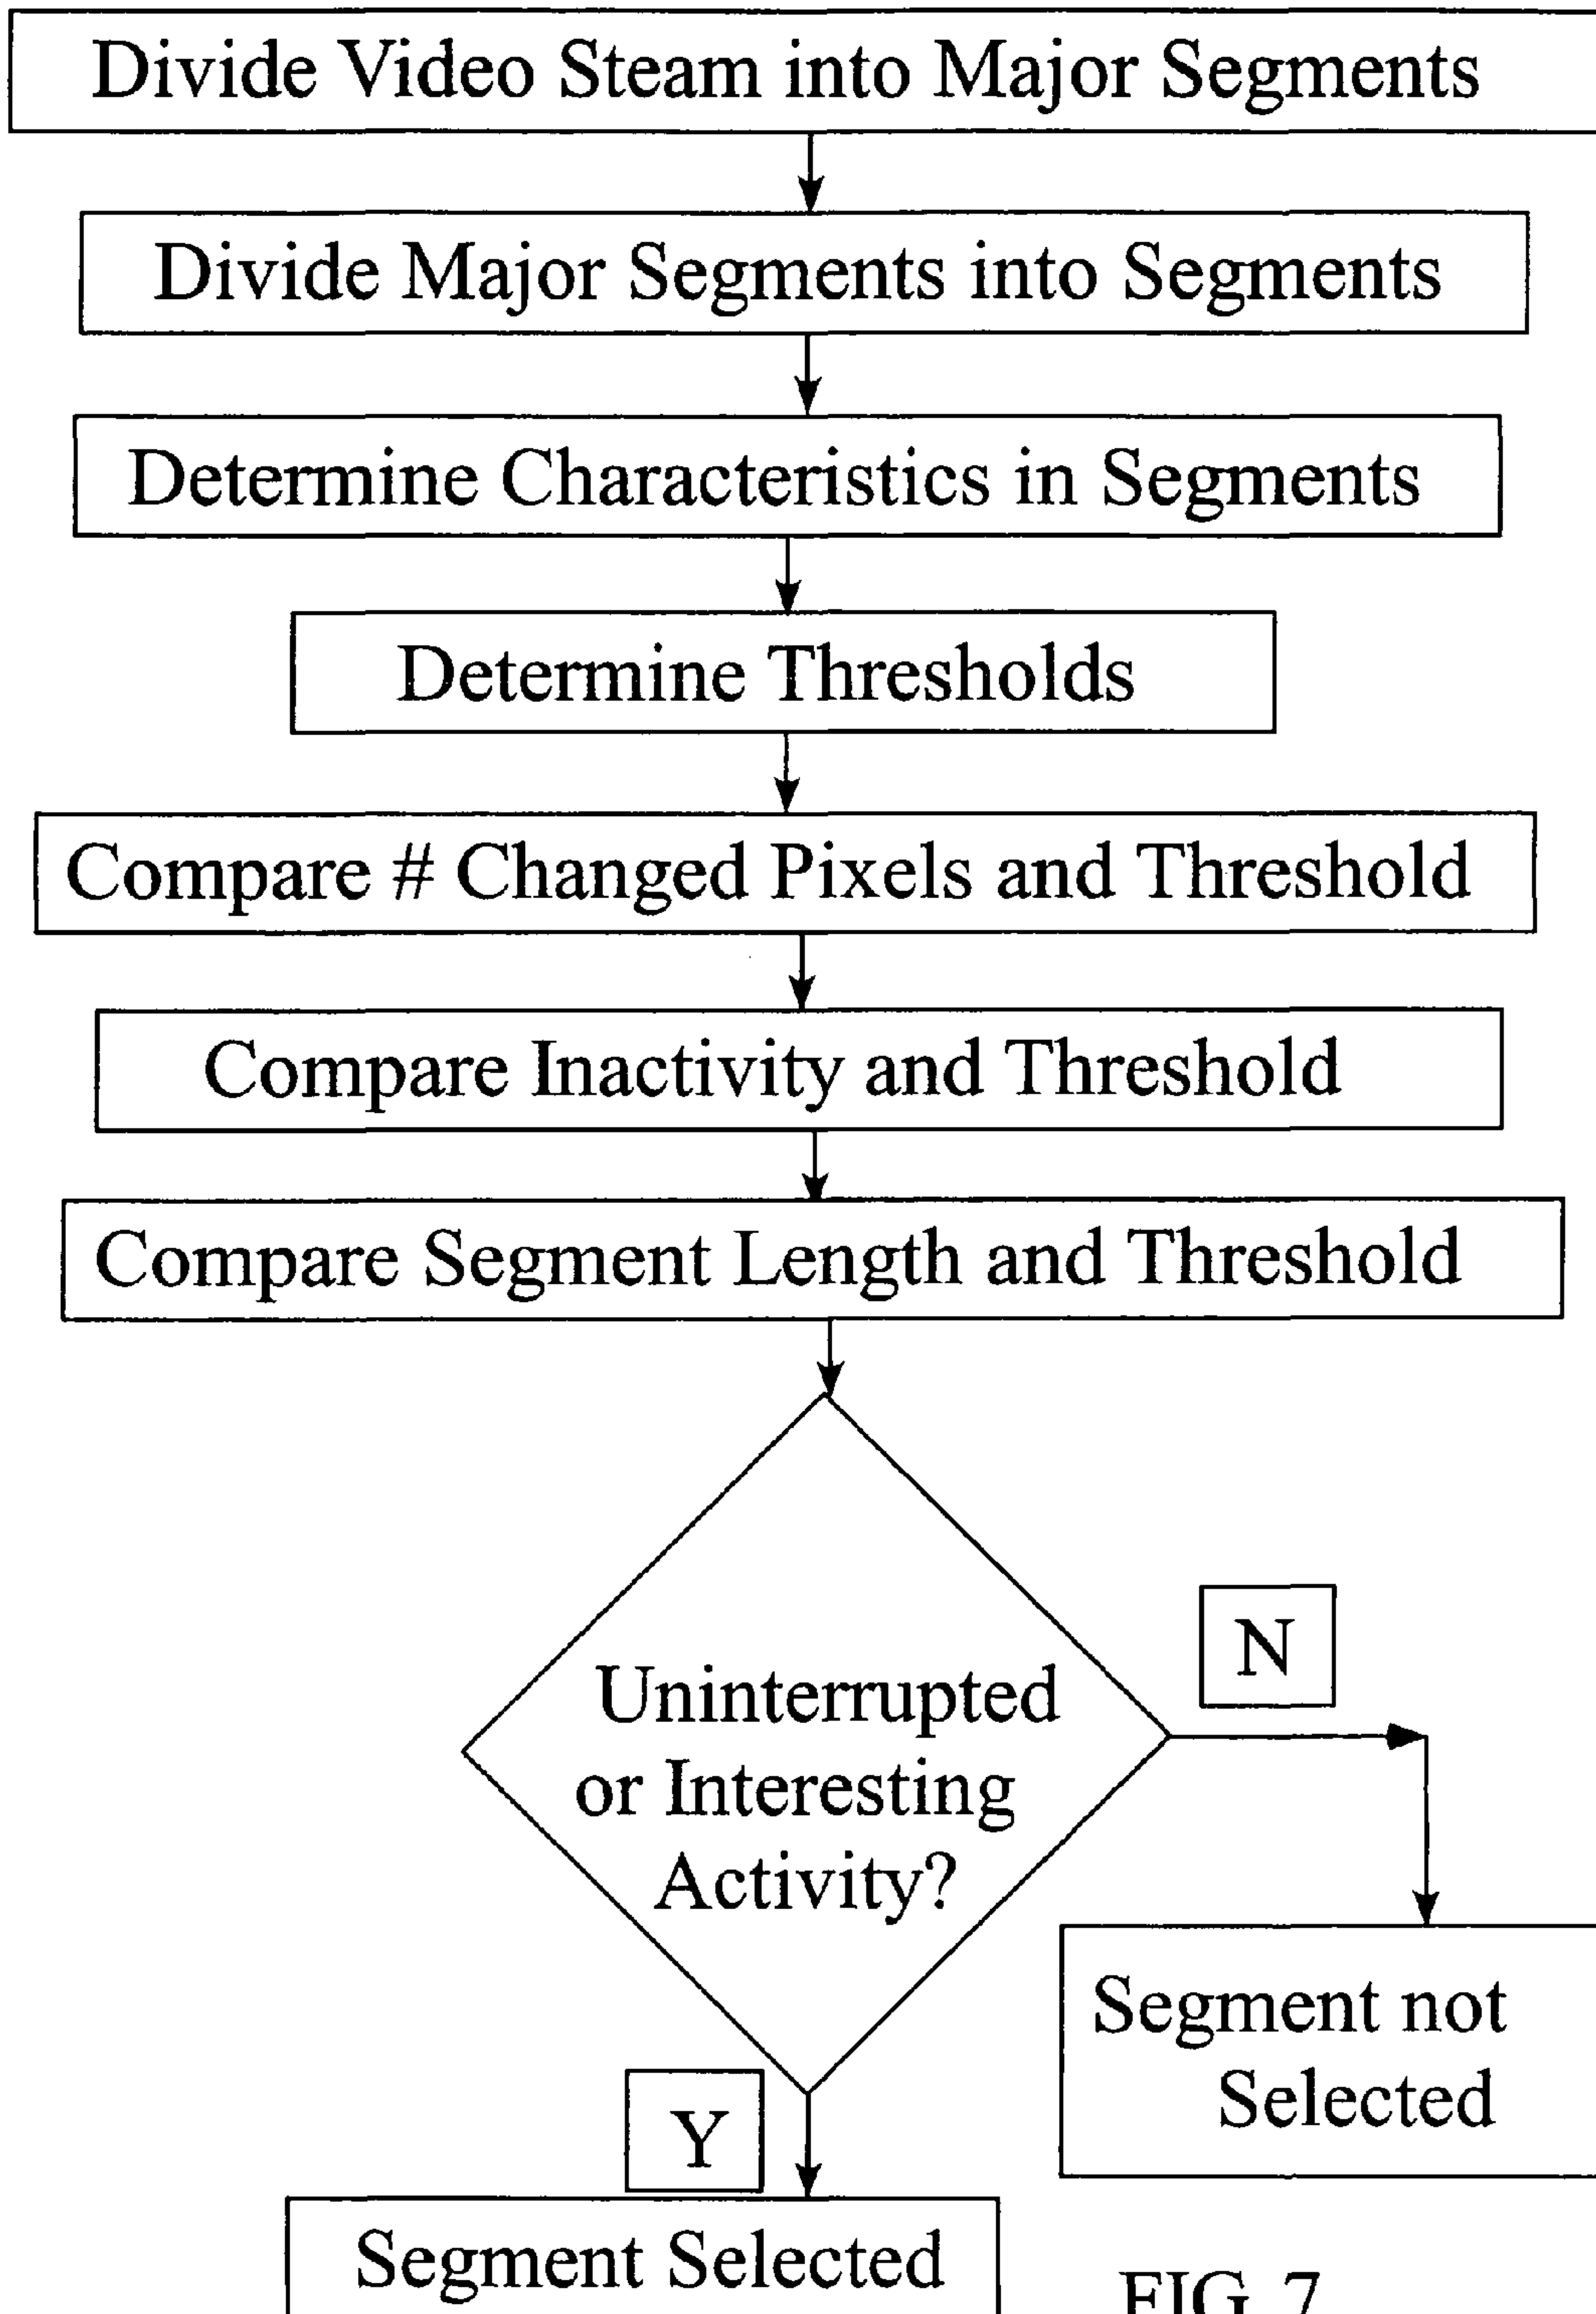 Divide Video Steam into Major Segments
Divide Major Segments into Segments
Determine Characteristics in Segments
Determine Thresholds
Compare # Changed Pixels and Threshold
Compare Inactivity and Threshold
Compare Segment Length and Threshold
Uninterrupted
or Interesting
Activity?
N
Segment not
Selected
Y
Segment Selected
FIG. 7